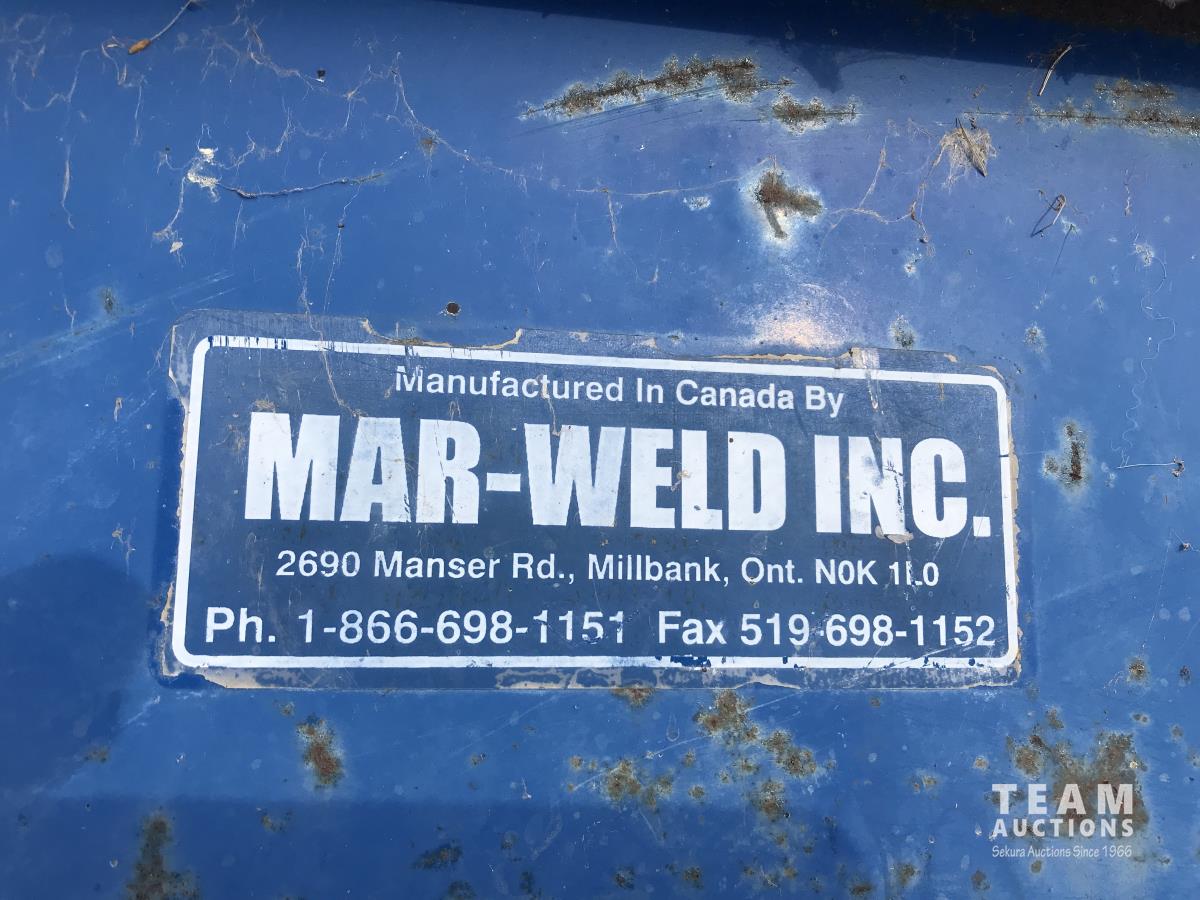 Manufactured In Canada By
MAR-WELD INC.
2690 Manser Rd., Millbank, Ont. N0K 1L0
Ph. 1-866-698-1151 Fax 519-698-1152
TEAM
AUCTIONS
Sekura Auctions Since 1966